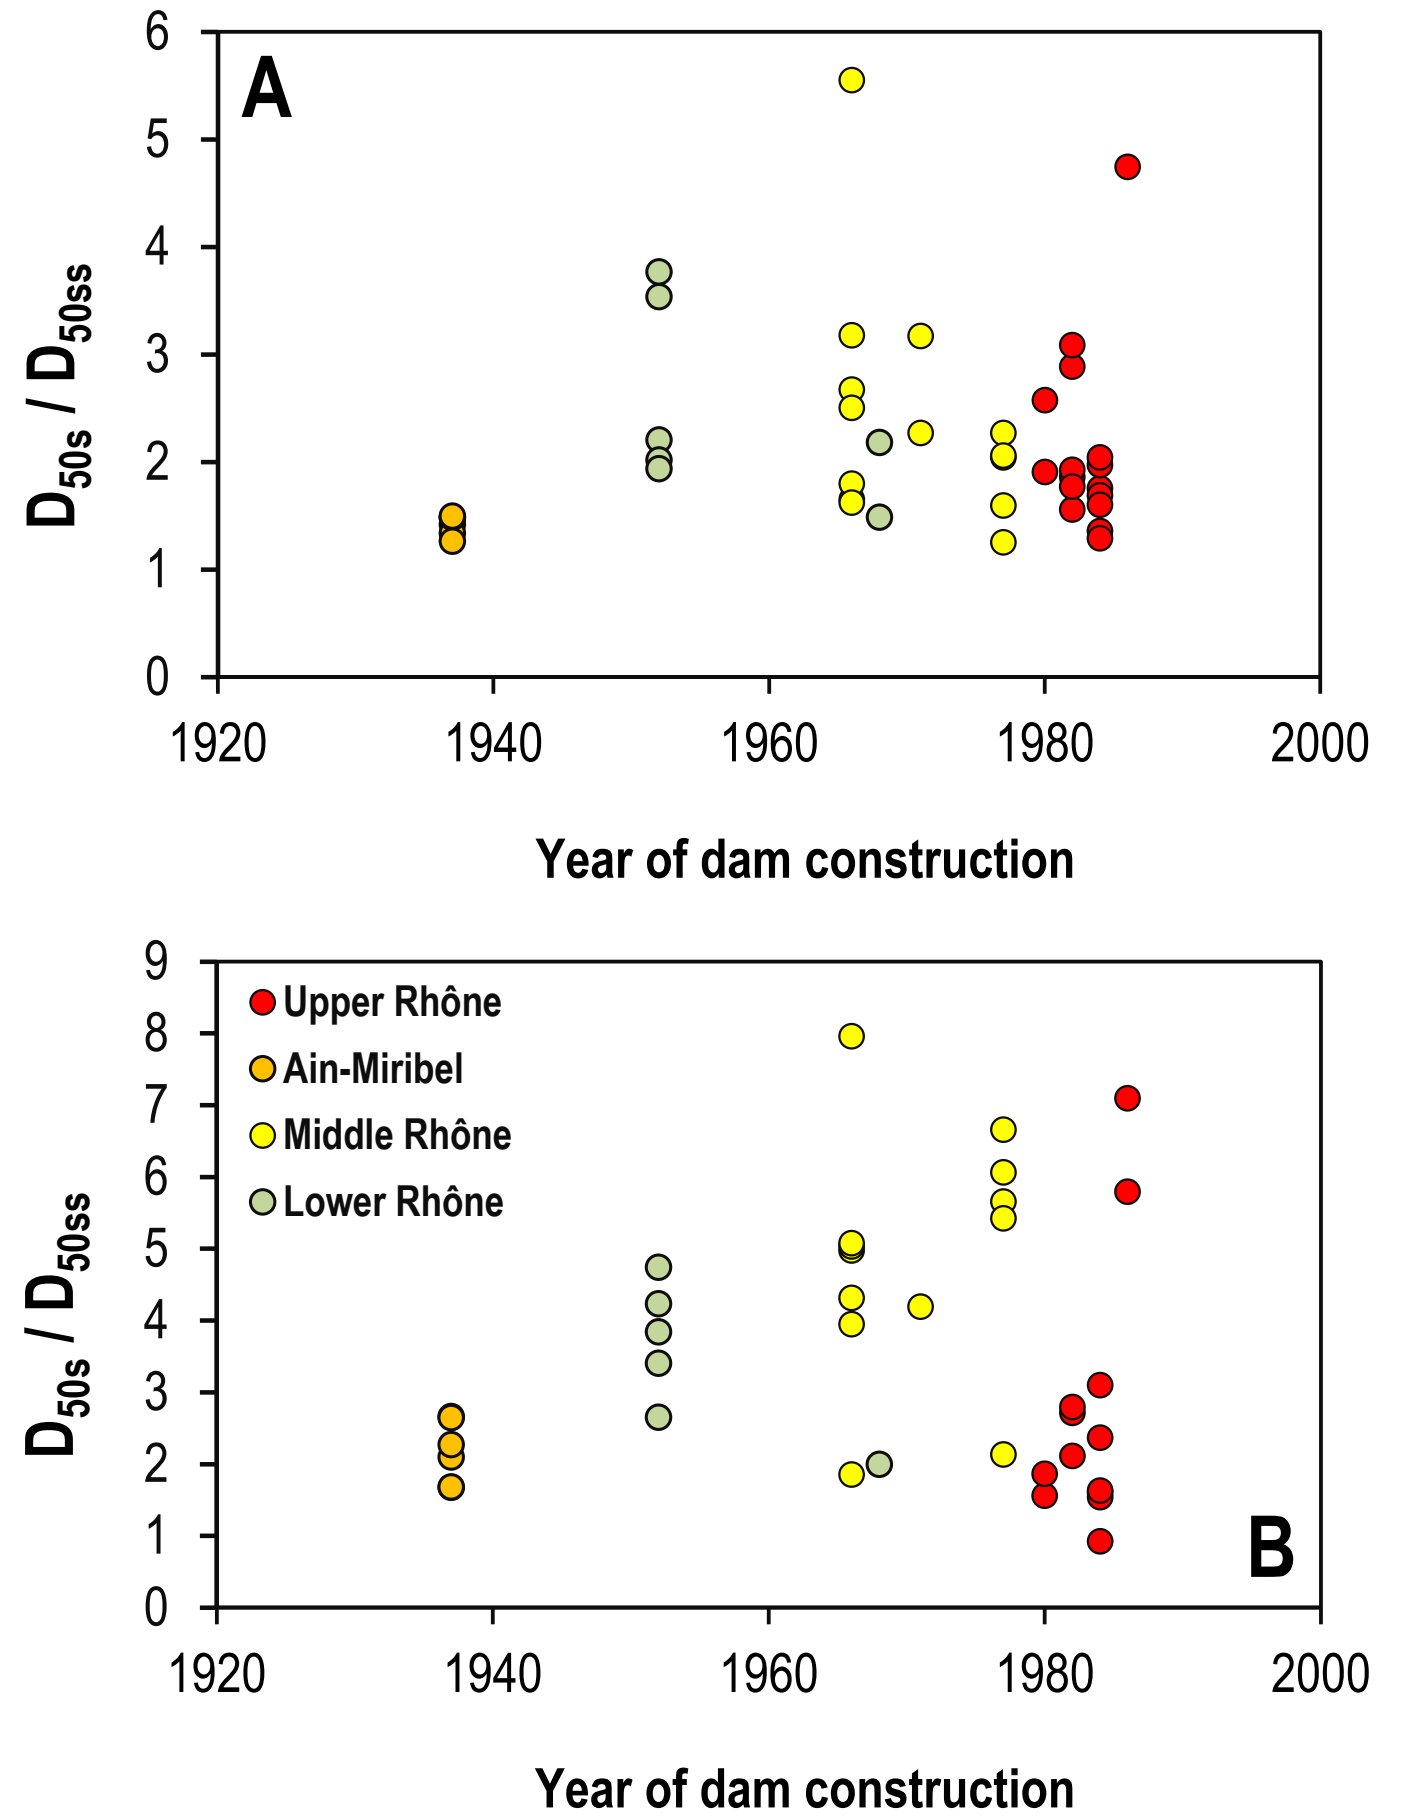 6
A
5
4
3
2
1
0
D50s / D50ss
1920 1940 1960 1980 2000
Year of dam construction
9
8
7
6
5
4
3
2
1
0
D50s / D50ss
Upper Rhône
Ain-Miribel
Middle Rhône
Lower Rhône
B
1920 1940 1960 1980 2000
Year of dam construction